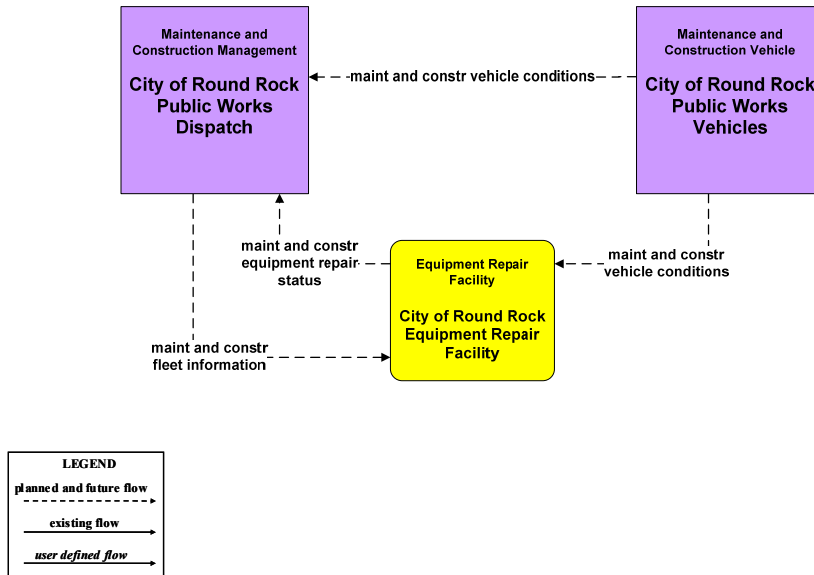 Maintenance and
Construction Management
City of Round Rock
Public Works
Dispatch
maint and constr vehicle conditions
Maintenance and
Construction Vehicle
City of Round Rock
Public Works
Vehicles
maint and constr
equipment repair
status
Equipment Repair
Facility
City of Round Rock
Equipment Repair
Facility
maint and constr
vehicle conditions
maint and constr
fleet information
LEGEND
planned and future flow
existing flow
user defined flow